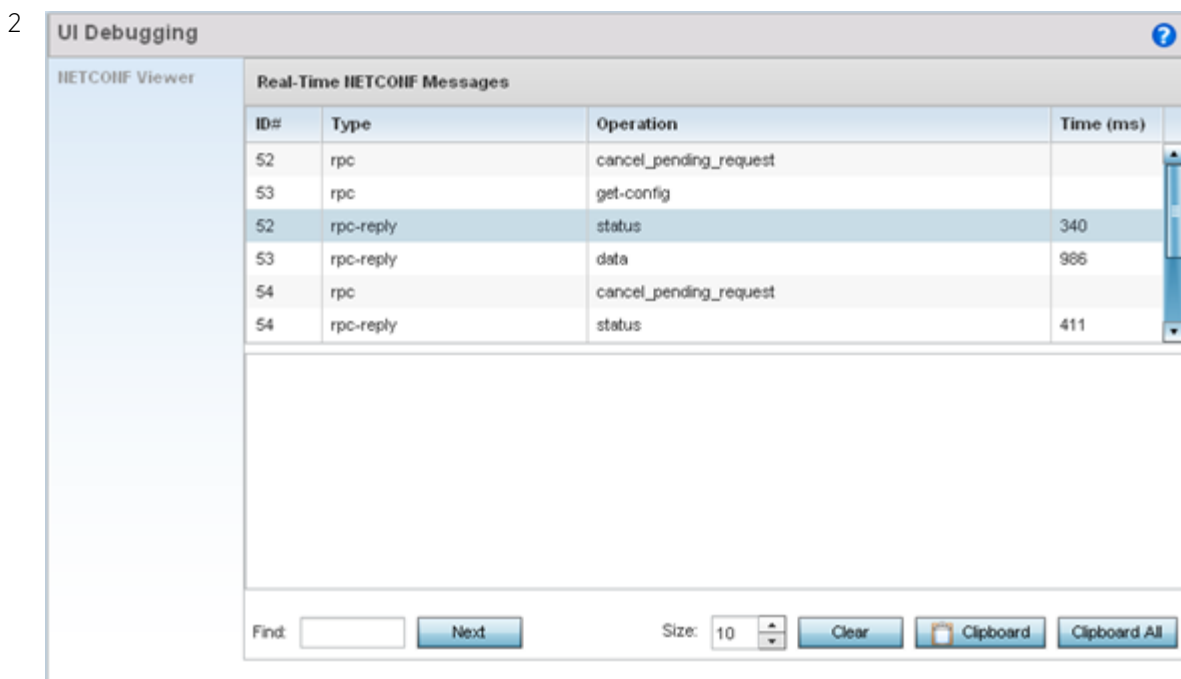 2
UI Debugging
?
NETCONF Viewer
Real-Time NETCONF Messages
ID# Type Operation Time (ms)
52 rpc cancel_pending_request
53 rpc get-config
52 rpc-reply status 340
53 rpc-reply data 986
54 rpc cancel_pending_request
54 rpc-reply status 411
Find: Next Size: 10 Clear Clipboard Clipboard All